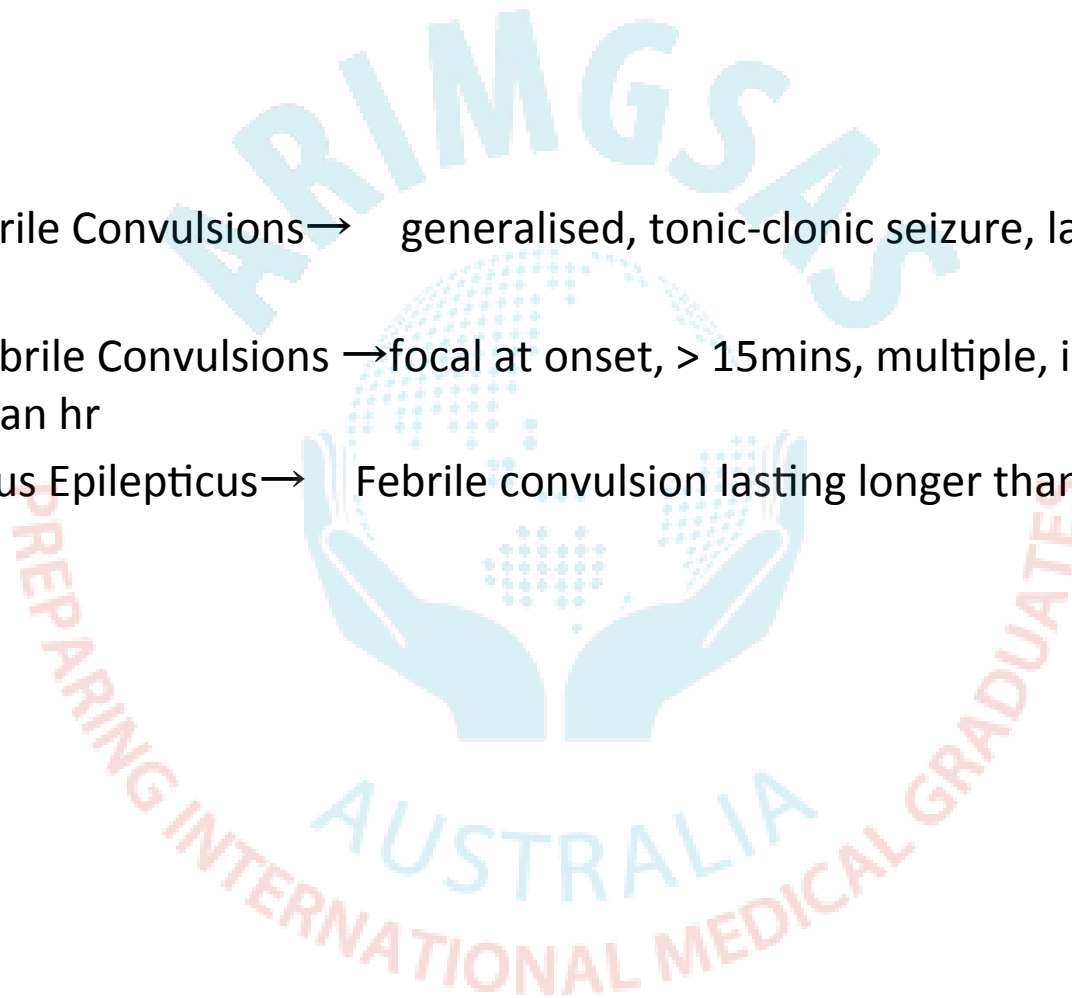 ARIMGSAS
rile Convulsions→ generalised, tonic-clonic seizure, la
brile Convulsions →focal at onset, > 15mins, multiple, i
an hr
us Epilepticus→ Febrile convulsion lasting longer than
AUSTRALIA
PREPARING INTERNATIONAL MEDICAL GRADUATES